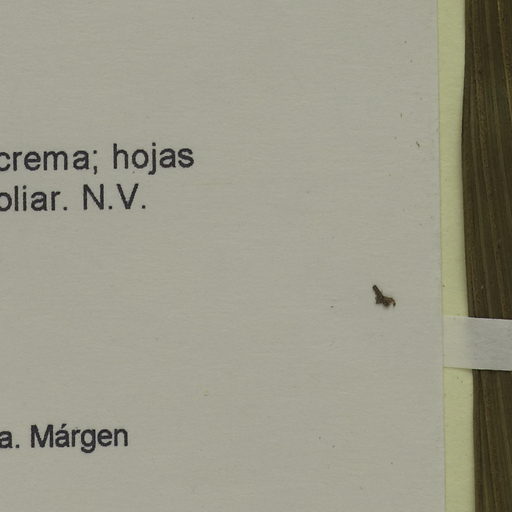 crema; hojas
oliar. N.V.
a. Márgen